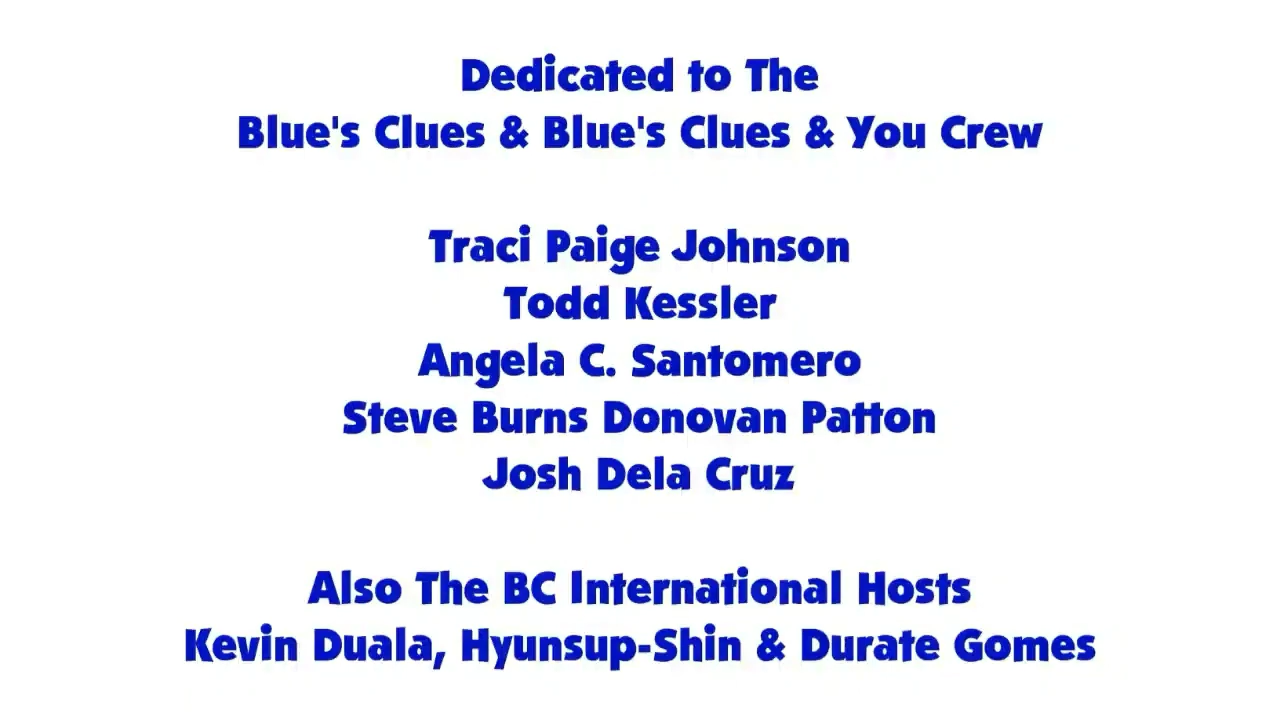 Dedicated to The
Blue's Clues & Blue's Clues & You Crew
Traci Paige Johnson
Todd Kessler
Angela C. Santomero
Steve Burns Donovan Patton
Josh Dela Cruz
Also The BC International Hosts
Kevin Duala, Hyunsup-Shin & Durate Gomes